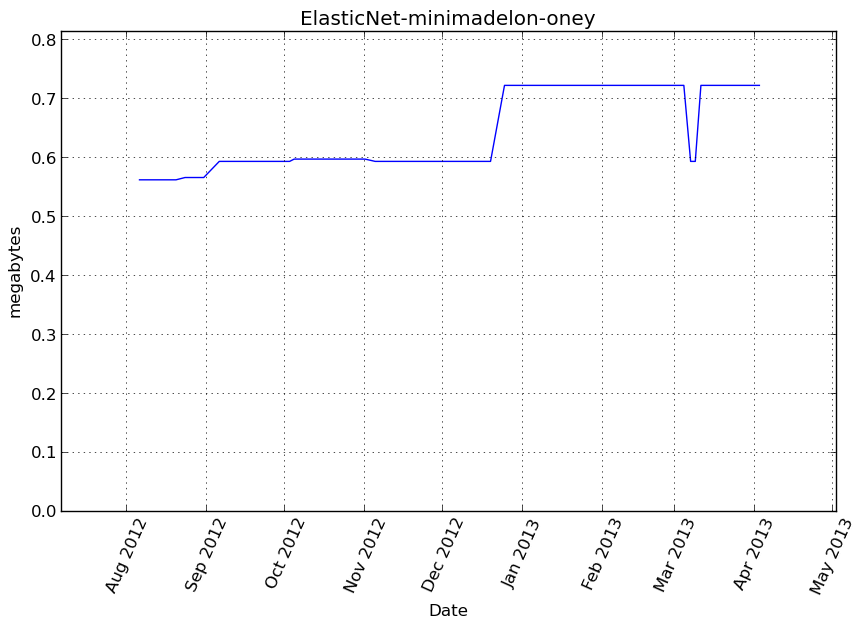 ElasticNet-minimadelon-oney
0.8
0.7
0.6
0.5
0.4
0.3
0.2
0.1
0.0
megabytes
Aug 2012
Sep 2012
Oct 2012
Nov 2012
Dec 2012
Jan 2013
Feb 2013
Mar 2013
Apr 2013
May 2013
Date